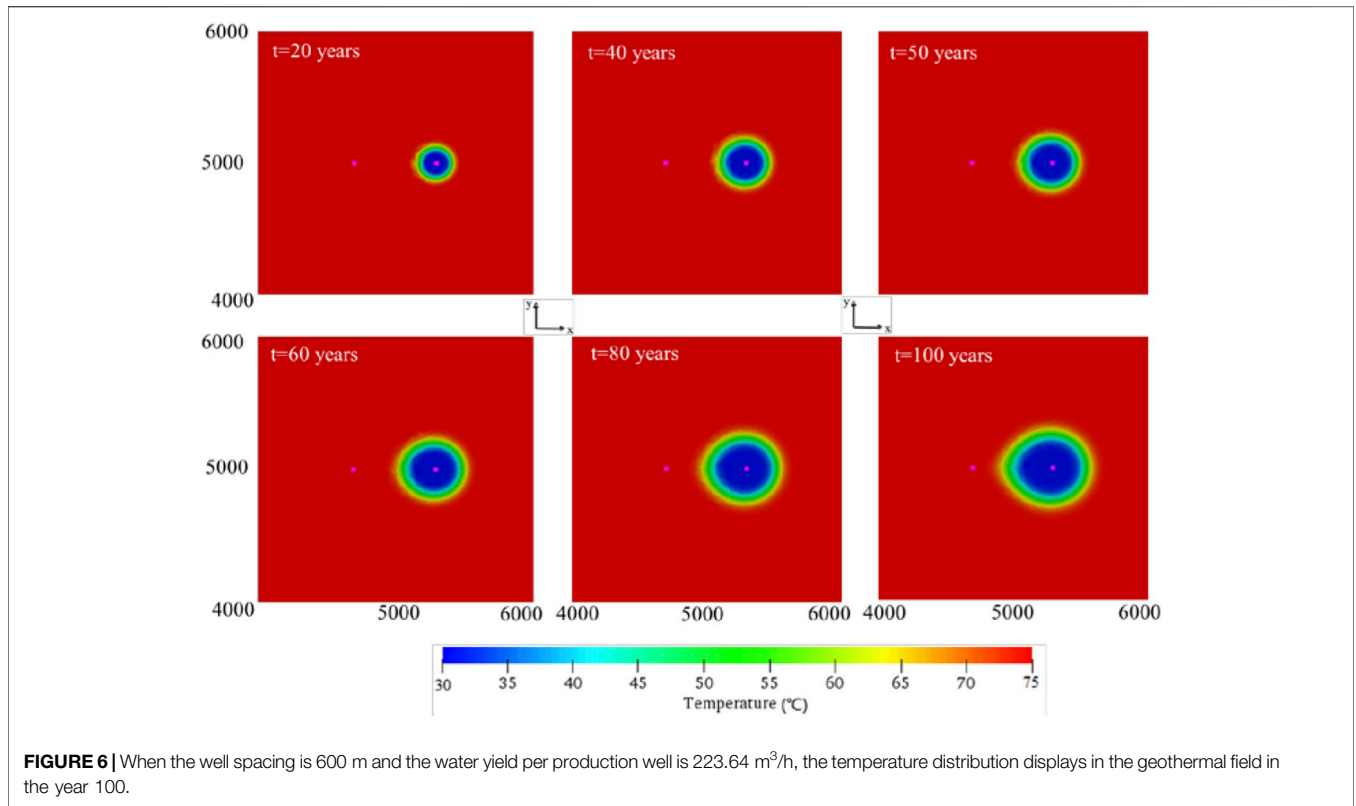 6000
t=20 years
t=40 years
t=50 years
5000
4000
y
x
y
x
6000
t=60 years
t=80 years
t=100 years
5000
4000
5000
6000
4000
5000
6000
4000
5000
6000
30 35 40 45 50 55 60 65 70 75
Temperature (℃)
FIGURE 6 | When the well spacing is 600 m and the water yield per production well is 223.64 m³/h, the temperature distribution displays in the geothermal field in
the year 100.